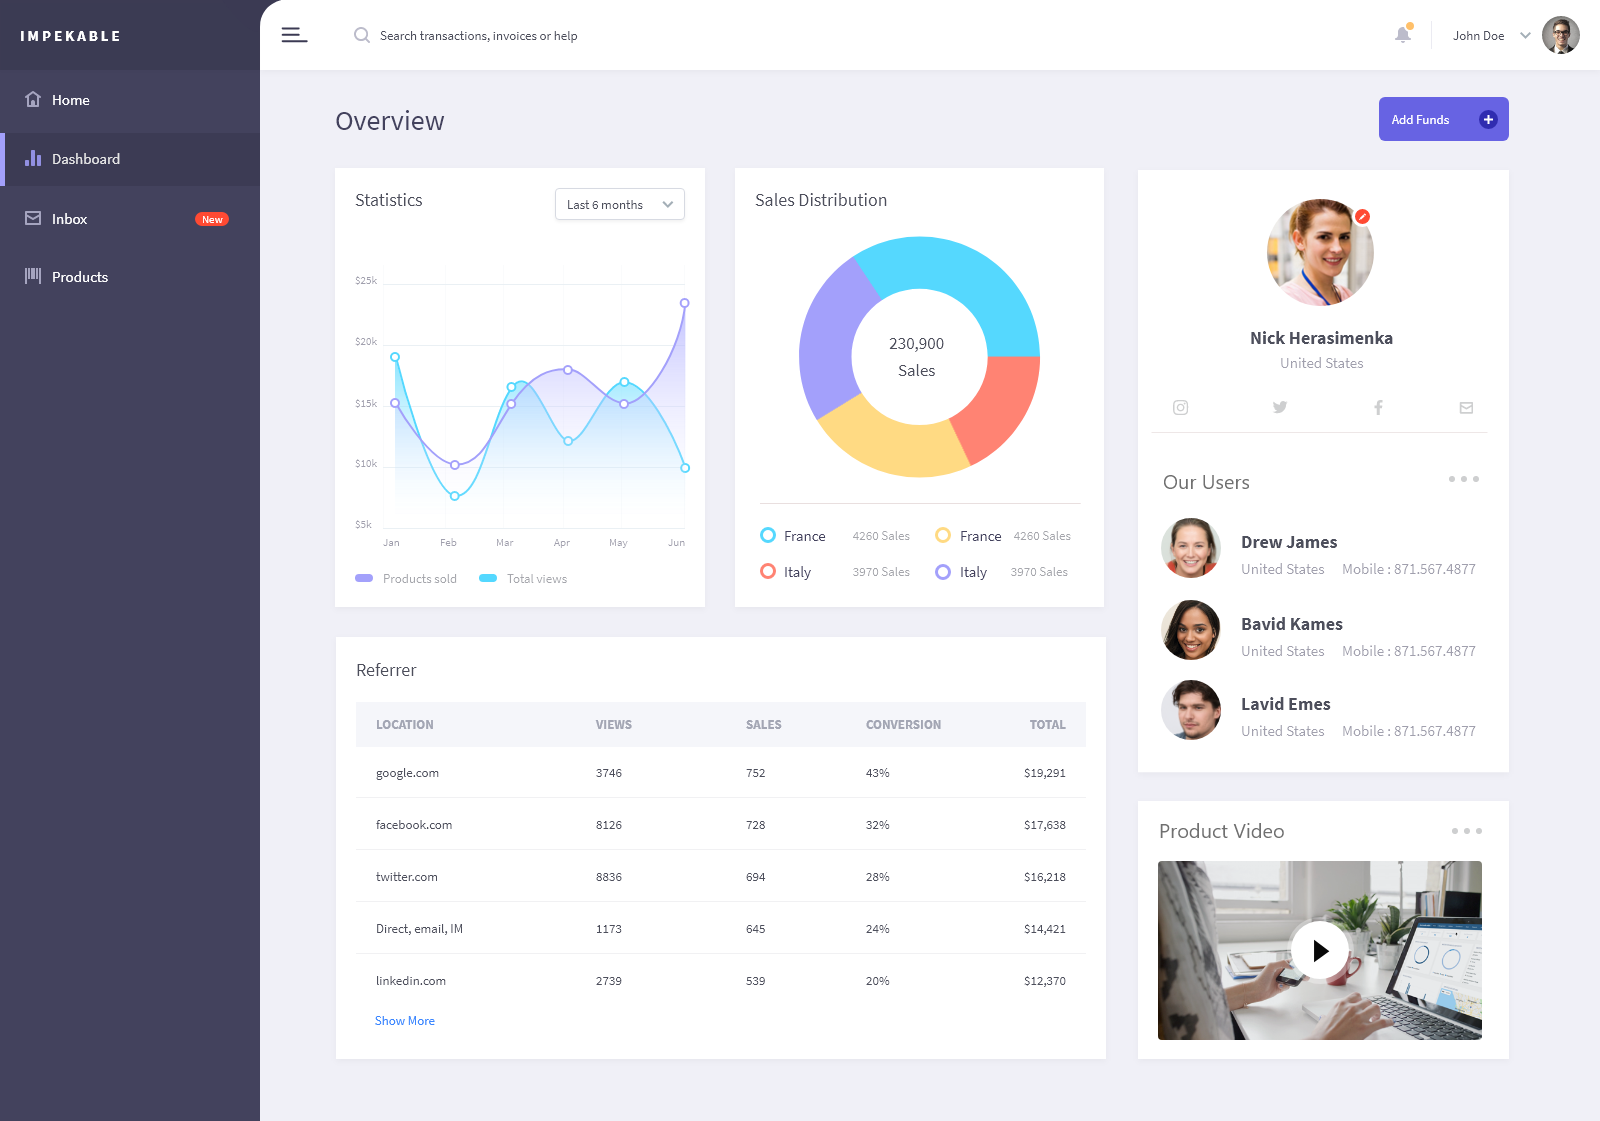 IMPEKABLE
Search transactions, invoices or help
John Doe
Home
Dashboard
Inbox
New
Products
Overview
Add Funds
Statistics
Last 6 months
$25k
$20k
$15k
$10k
$5k
Jan Feb Mar Apr May Jun
Products sold
Total views
Sales Distribution
230,900
Sales
France 4260 Sales
France 4260 Sales
Italy 3970 Sales
Italy 3970 Sales
Nick Herasimenka
United States
Our Users
Drew James
United States Mobile : 871.567.4877
Bavid Kames
United States Mobile : 871.567.4877
Lavid Emes
United States Mobile : 871.567.4877
Referrer
LOCATION VIEWS SALES CONVERSION TOTAL
google.com 3746 752 43% $19,291
facebook.com 8126 728 32% $17,638
twitter.com 8836 694 28% $16,218
Direct, email, IM 1173 645 24% $14,421
linkedin.com 2739 539 20% $12,370
Show More
Product Video